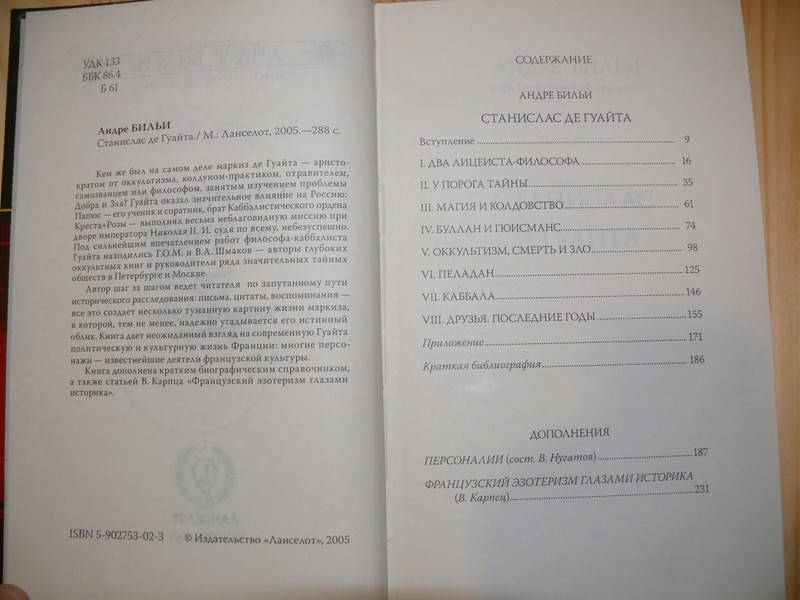 УДК 133
ББК 86.4
Б 61
Андре БИЛЬИ
Станислас де Гуайта./ М.: Ланселот, 2005.—288 с.
Кем же был на самом деле маркиз де Гуайта — аристо-
кратом от оккультизма, колдуном-практиком, отравителем,
самозванцем или философом, занятым изучением проблемы
Добра и Зла? Гуайта оказал значительное влияние на Россию:
Папюс — его ученик и соратник, брат Каббалистического ордена
Креста+Розы — выполнял весьма неблаговидную миссию при
дворе императора Николая II. И, судя по всему, небезуспешно.
Под сильнейшим впечатлением работ философа-каббалиста
Гуайта находились Г.О.М. и В.А. Шмаков — авторы глубоких
оккультных книг и руководители ряда значительных тайных
обществ в Петербурге и Москве.
Автор шаг за шагом ведет читателя по запутанному пути
исторического расследования: письма, цитаты, воспоминания —
все это создает несколько туманную картину жизни маркиза,
в которой, тем не менее, надежно угадывается его истинный
облик. Книга дает неожиданный взгляд на современную Гуайта
политическую и культурную жизнь Франции: многие персо-
нажи — известнейшие деятели французской культуры.
Книга дополнена кратким биографическим справочником,
а также статьей В. Карпца «Французский эзотеризм глазами
историка».
ISBN 5-902753-02-3 © Издательство «Ланселот», 2005
СОДЕРЖАНИЕ
АНДРЕ БИЛЬИ
СТАНИСЛАС ДЕ ГУАЙТА
Вступление 9
I. ДВА ЛИЦЕИСТА-ФИЛОСОФА 16
II. У ПОРОГА ТАЙНЫ 35
III. МАГИЯ И КОЛДОВСТВО 61
IV. БУЛЛАН И ГЮИСМАНС 74
V. ОККУЛЬТИЗМ, СМЕРТЬ И ЗЛО 98
VI. ПЕЛАДАН 125
VII. КАББАЛА 146
VIII. ДРУЗЬЯ. ПОСЛЕДНИЕ ГОДЫ 155
Приложение 171
Краткая библиография 186
ДОПОЛНЕНИЯ
ПЕРСОНАЛИИ (сост. В. Нугатов) 187
ФРАНЦУЗСКИЙ ЭЗОТЕРИЗМ ГЛАЗАМИ ИСТОРИКА
(В. Карпец) 231